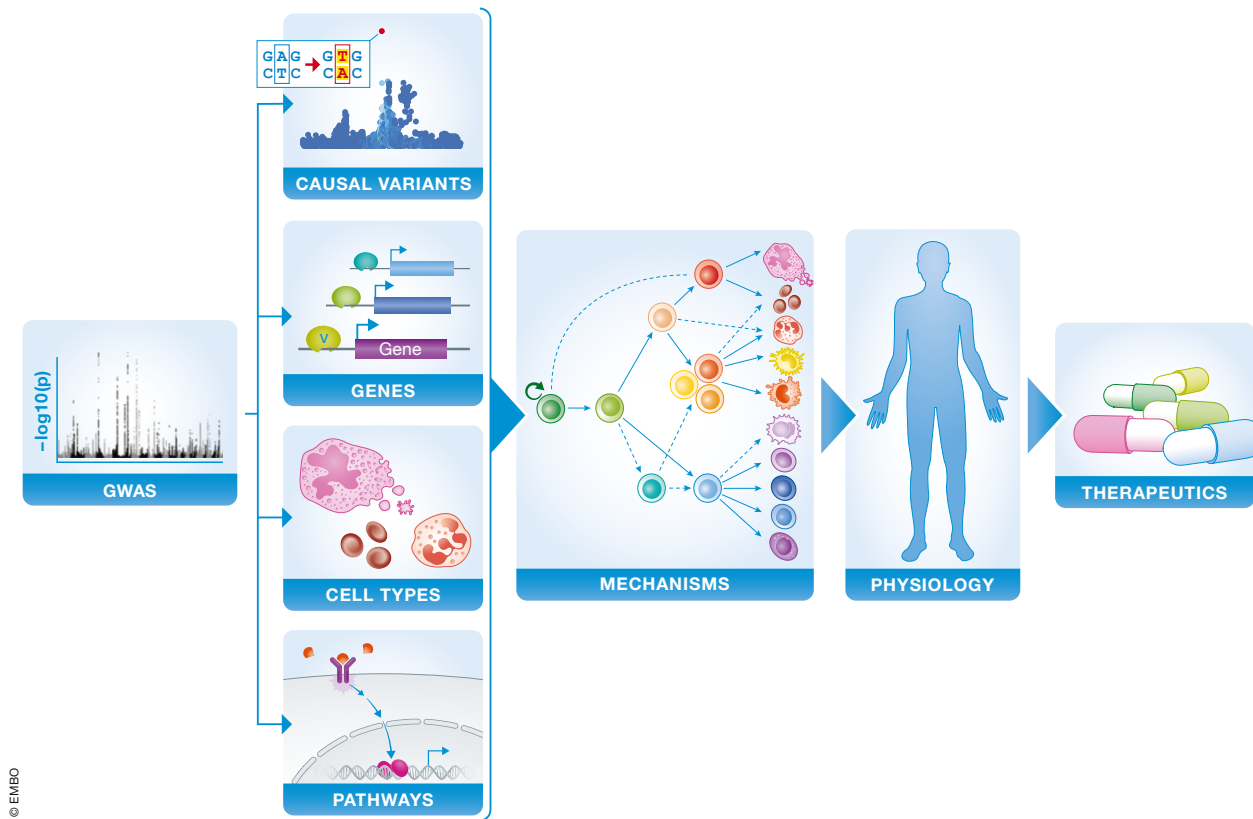 GAG GTG
CTC CAC
CAUSAL VARIANTS
V
Gene
GENES
–log10(p)
GWAS
CELL TYPES
PATHWAYS
MECHANISMS
PHYSIOLOGY
THERAPEUTICS
© EMBO